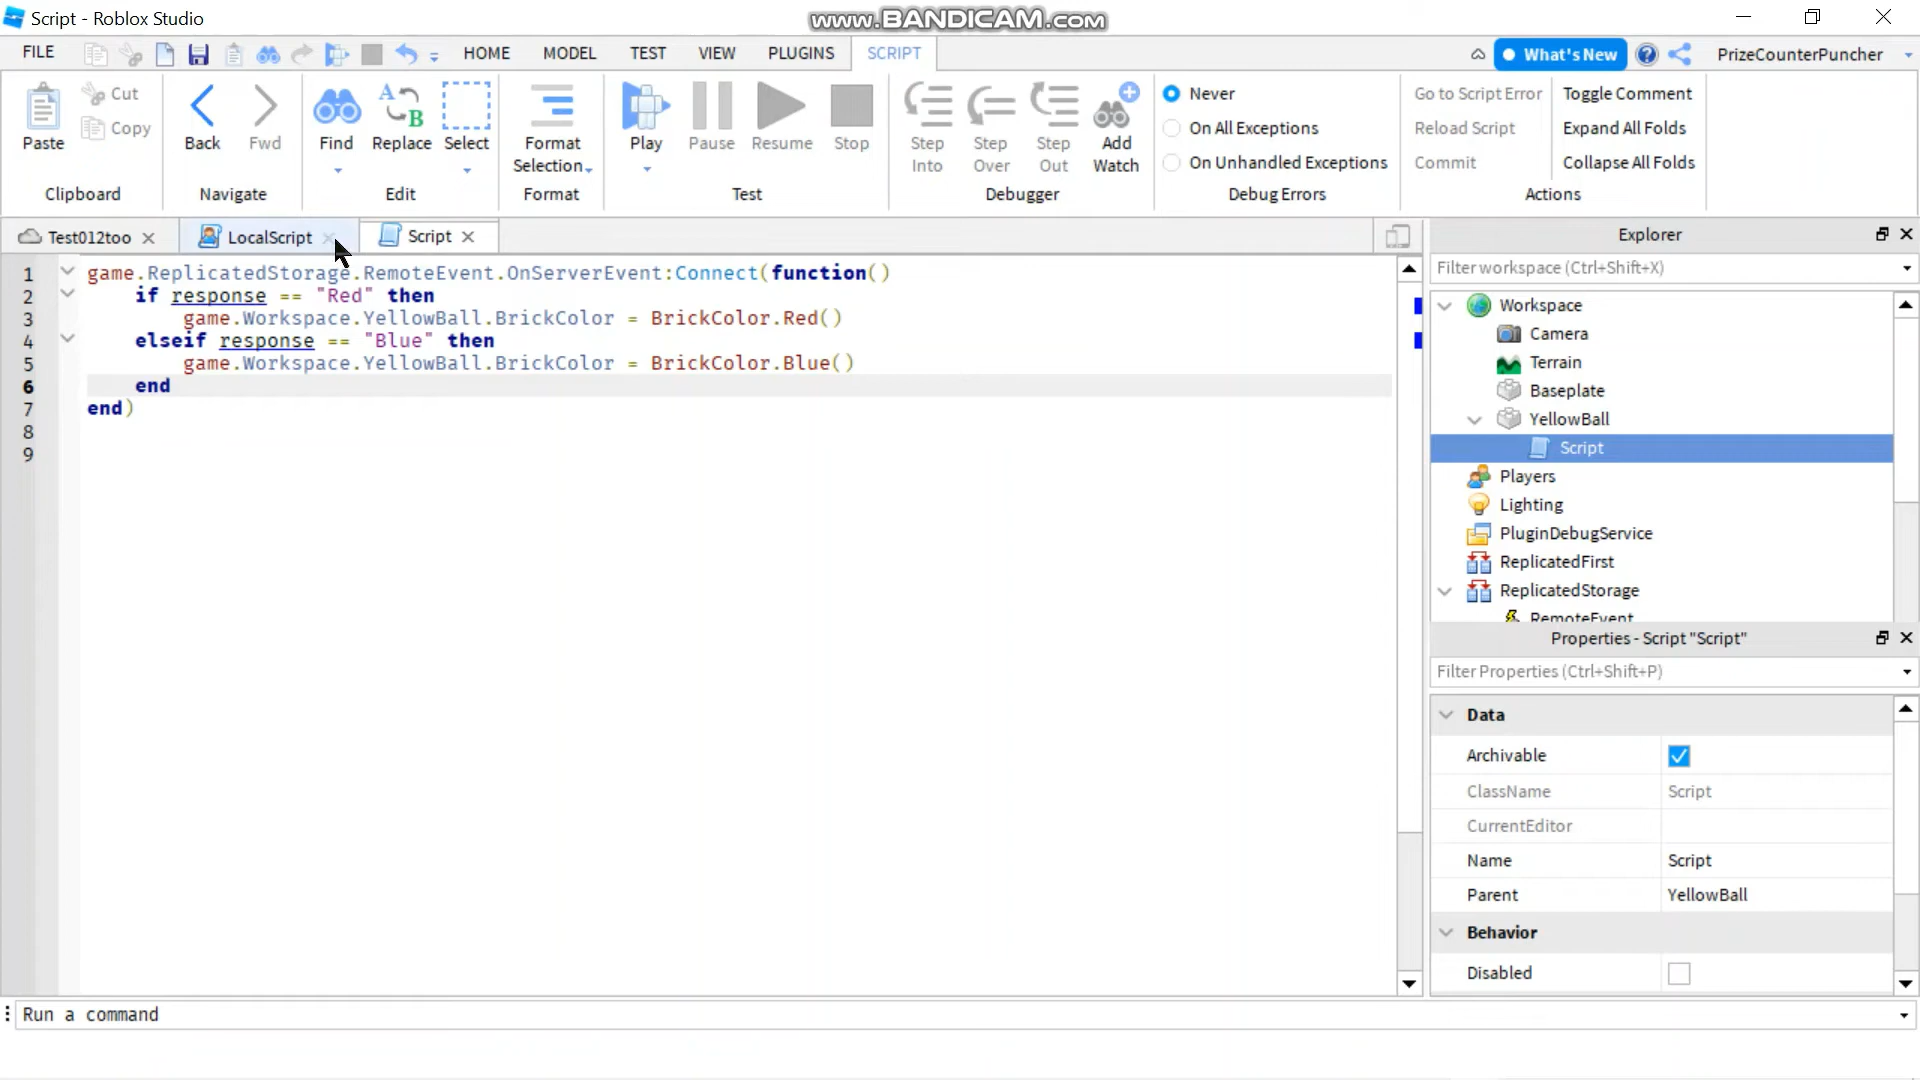 Script - Roblox Studio
www.BANDICAM.com
FILE HOME MODEL TEST VIEW PLUGINS SCRIPT What's New PrizeCounterPuncher
Paste Cut Copy
Clipboard
Back Fwd
Navigate
Find Replace Select
Edit
Format
Selection
Format
Play Pause Resume Stop
Test
Step
Into
Step
Over
Step
Out
Add
Watch
Debugger
Never
On All Exceptions
On Unhandled Exceptions
Debug Errors
Go to Script Error
Reload Script
Commit
Toggle Comment
Expand All Folds
Collapse All Folds
Actions
Test012too LocalScript Script
1 game.ReplicatedStorage.RemoteEvent.OnServerEvent:Connect(function()
2 if response == "Red" then
3 game.Workspace.YellowBall.BrickColor = BrickColor.Red()
4 elseif response == "Blue" then
5 game.Workspace.YellowBall.BrickColor = BrickColor.Blue()
6 end
7 end)
8
9
Explorer
Filter workspace (Ctrl+Shift+X)
Workspace
Camera
Terrain
Baseplate
YellowBall
Script
Players
Lighting
PluginDebugService
ReplicatedFirst
ReplicatedStorage
RemoteEvent
Properties - Script "Script"
Filter Properties (Ctrl+Shift+P)
Data
Archivable
ClassName Script
CurrentEditor
Name Script
Parent YellowBall
Behavior
Disabled
Run a command